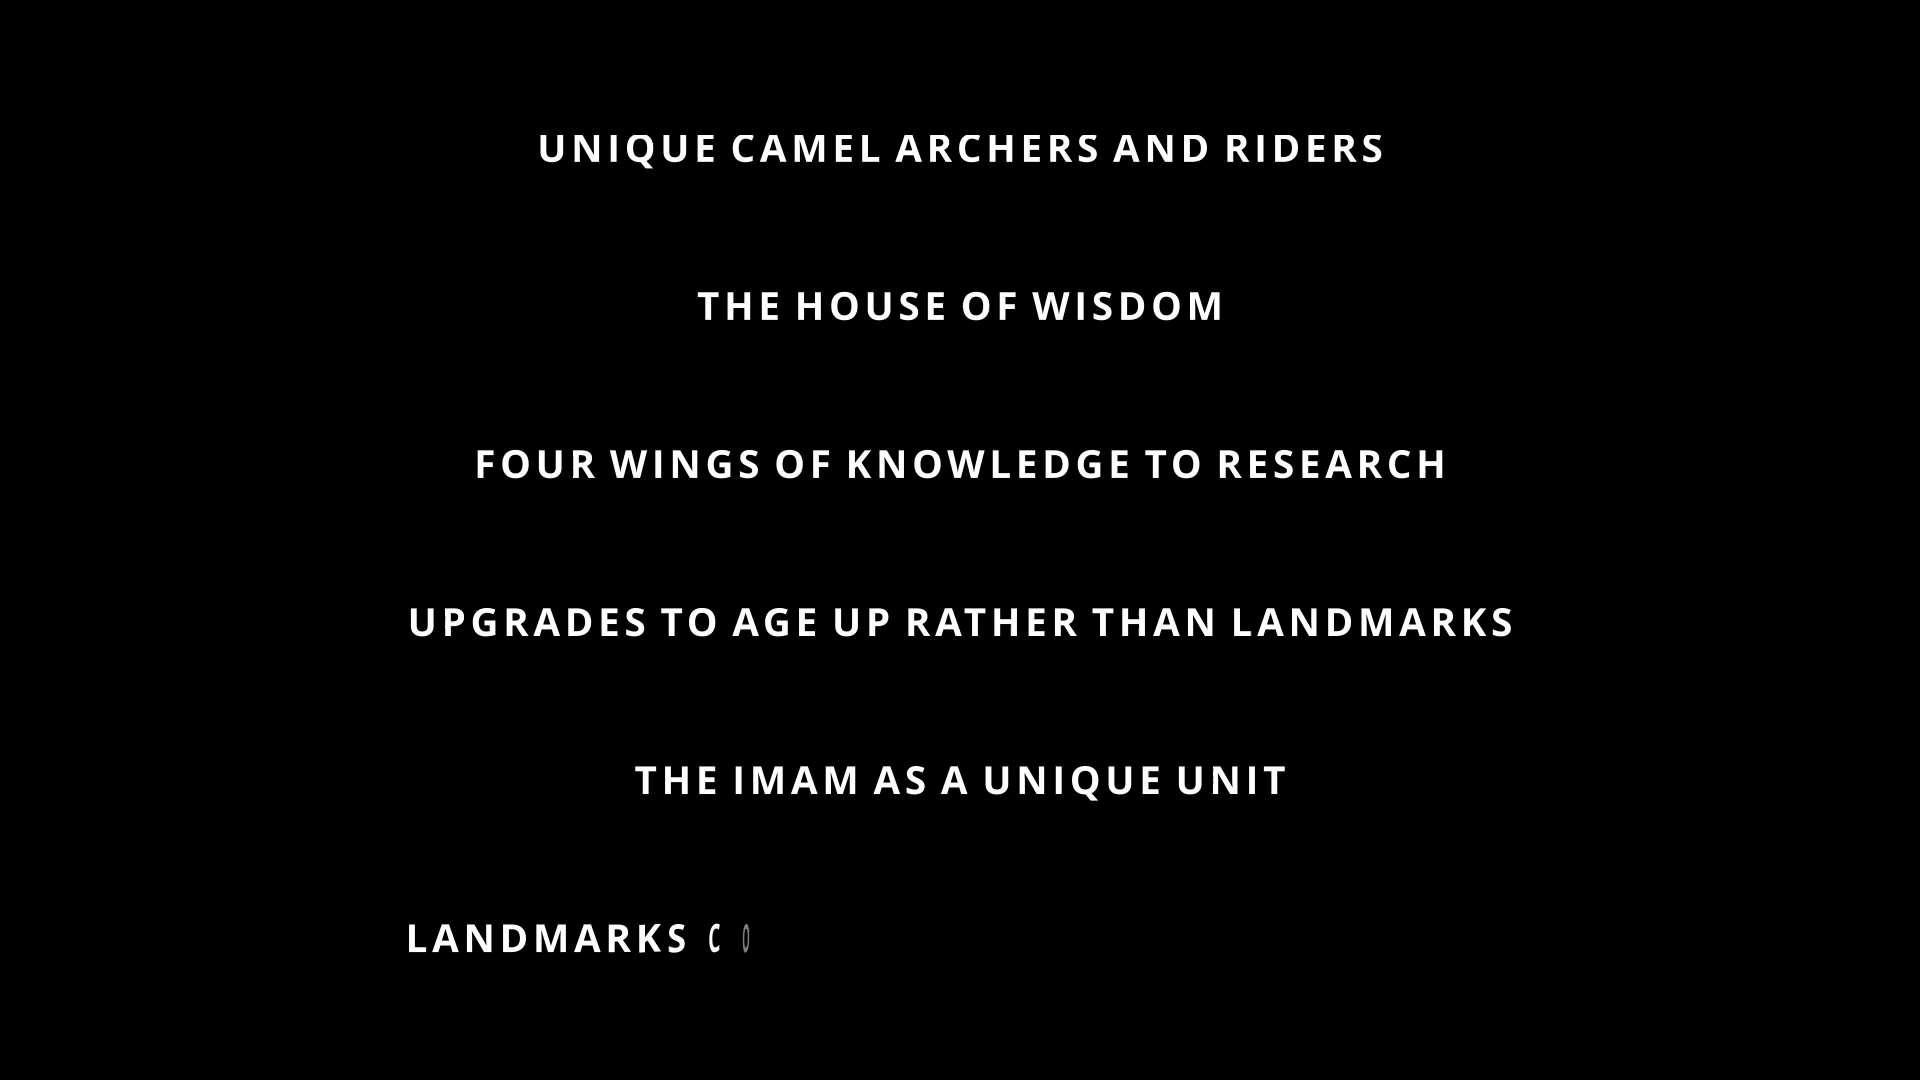 UNIQUE CAMEL ARCHERS AND RIDERS
THE HOUSE OF WISDOM
FOUR WINGS OF KNOWLEDGE TO RESEARCH
UPGRADES TO AGE UP RATHER THAN LANDMARKS
THE IMAM AS A UNIQUE UNIT
LANDMARKS CO